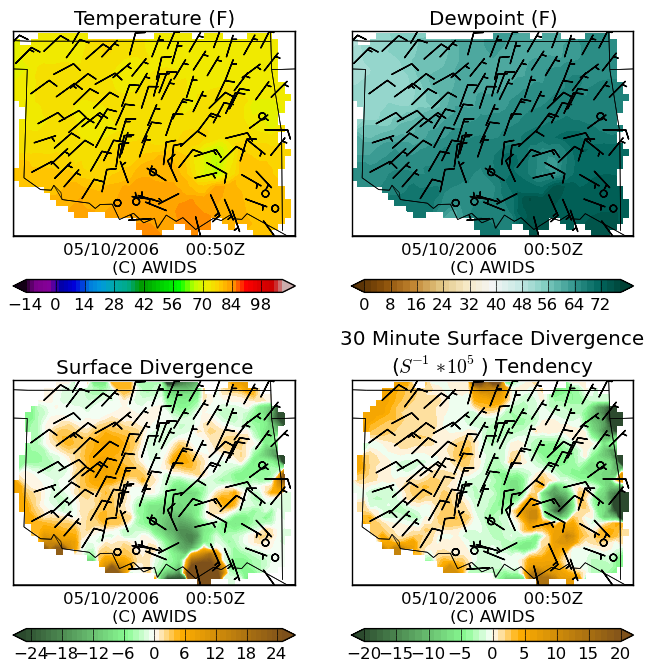 Temperature (F)
Dewpoint (F)
05/10/2006 00:50Z
(C) AWIDS
05/10/2006 00:50Z
(C) AWIDS
−14 0 14 28 42 56 70 84 98
0 8 16 24 32 40 48 56 64 72
Surface Divergence
30 Minute Surface Divergence
(S⁻¹ *10⁵ ) Tendency
05/10/2006 00:50Z
(C) AWIDS
05/10/2006 00:50Z
(C) AWIDS
−24 −18 −12 −6 0 6 12 18 24
−20 −15 −10 −5 0 5 10 15 20